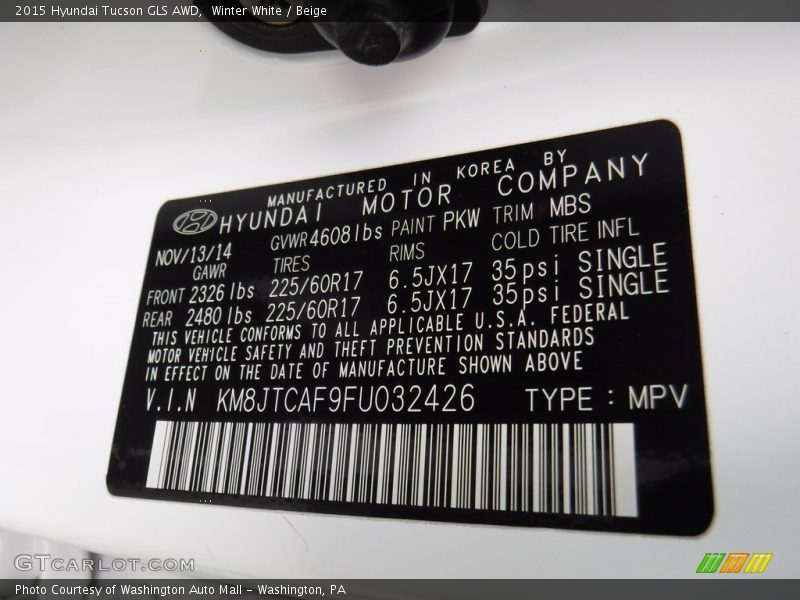 2015 Hyundai Tucson GLS AWD, Winter White / Beige
MANUFACTURED IN KOREA BY
HYUNDAI MOTOR COMPANY
NOV/13/14 GVWR 4608 lbs PAINT PKW TRIM MBS
GAWR TIRES RIMS COLD TIRE INFL
FRONT 2326 lbs 225/60R17 6.5JX17 35psi SINGLE
REAR 2480 lbs 225/60R17 6.5JX17 35psi SINGLE
THIS VEHICLE CONFORMS TO ALL APPLICABLE U.S.A. FEDERAL
MOTOR VEHICLE SAFETY AND THEFT PREVENTION STANDARDS
IN EFFECT ON THE DATE OF MANUFACTURE SHOWN ABOVE
V.I.N KM8JTCAF9FU032426 TYPE : MPV
GTCARLOT.COM
Photo Courtesy of Washington Auto Mall - Washington, PA